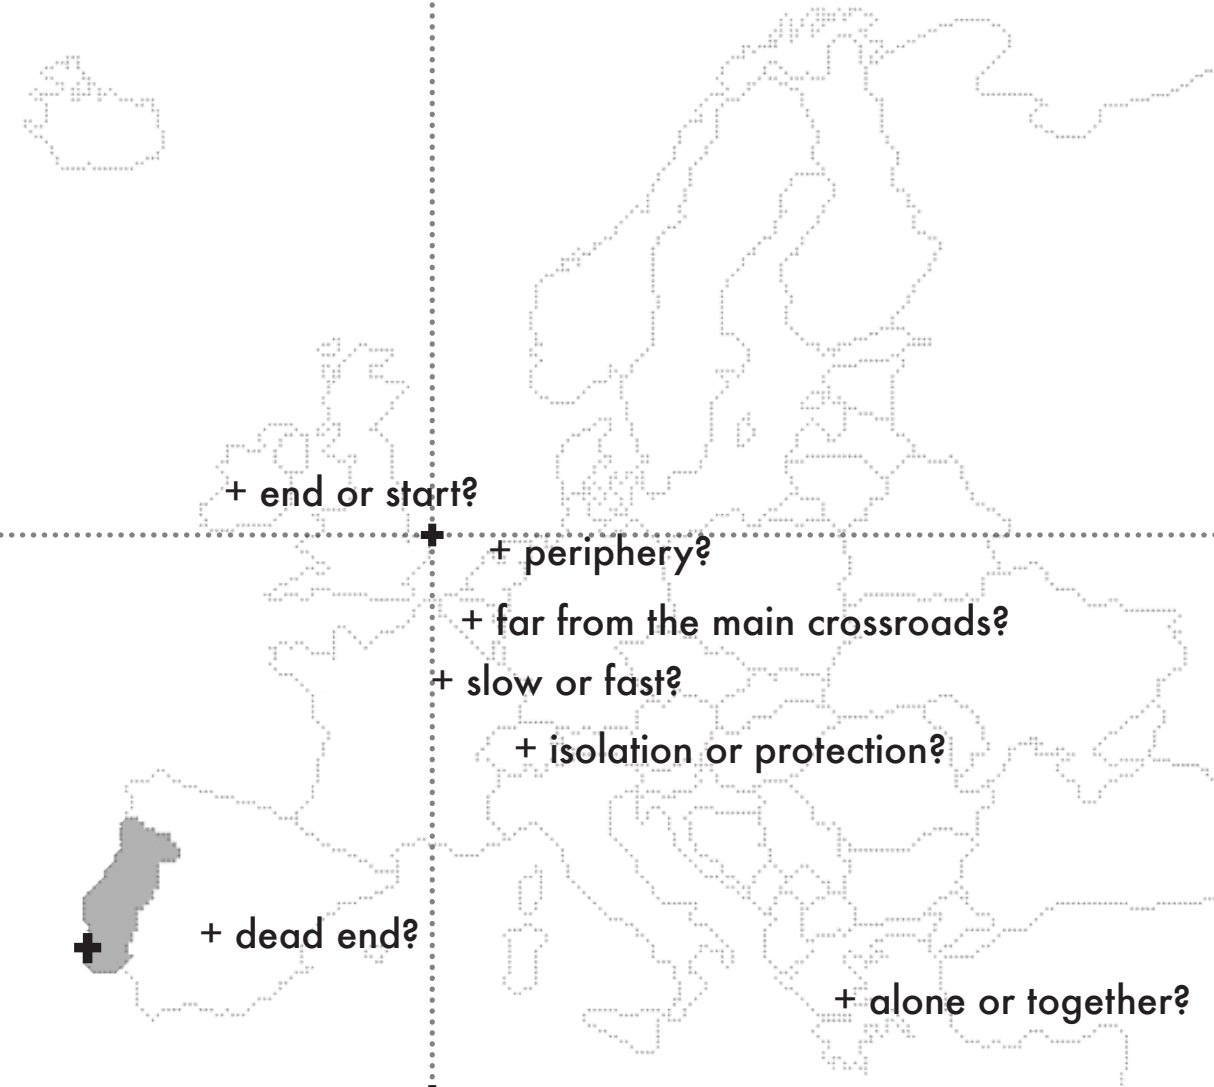 + end or start?
+ periphery?
+ far from the main crossroads?
+ slow or fast?
+ isolation or protection?
+ dead end?
+ alone or together?